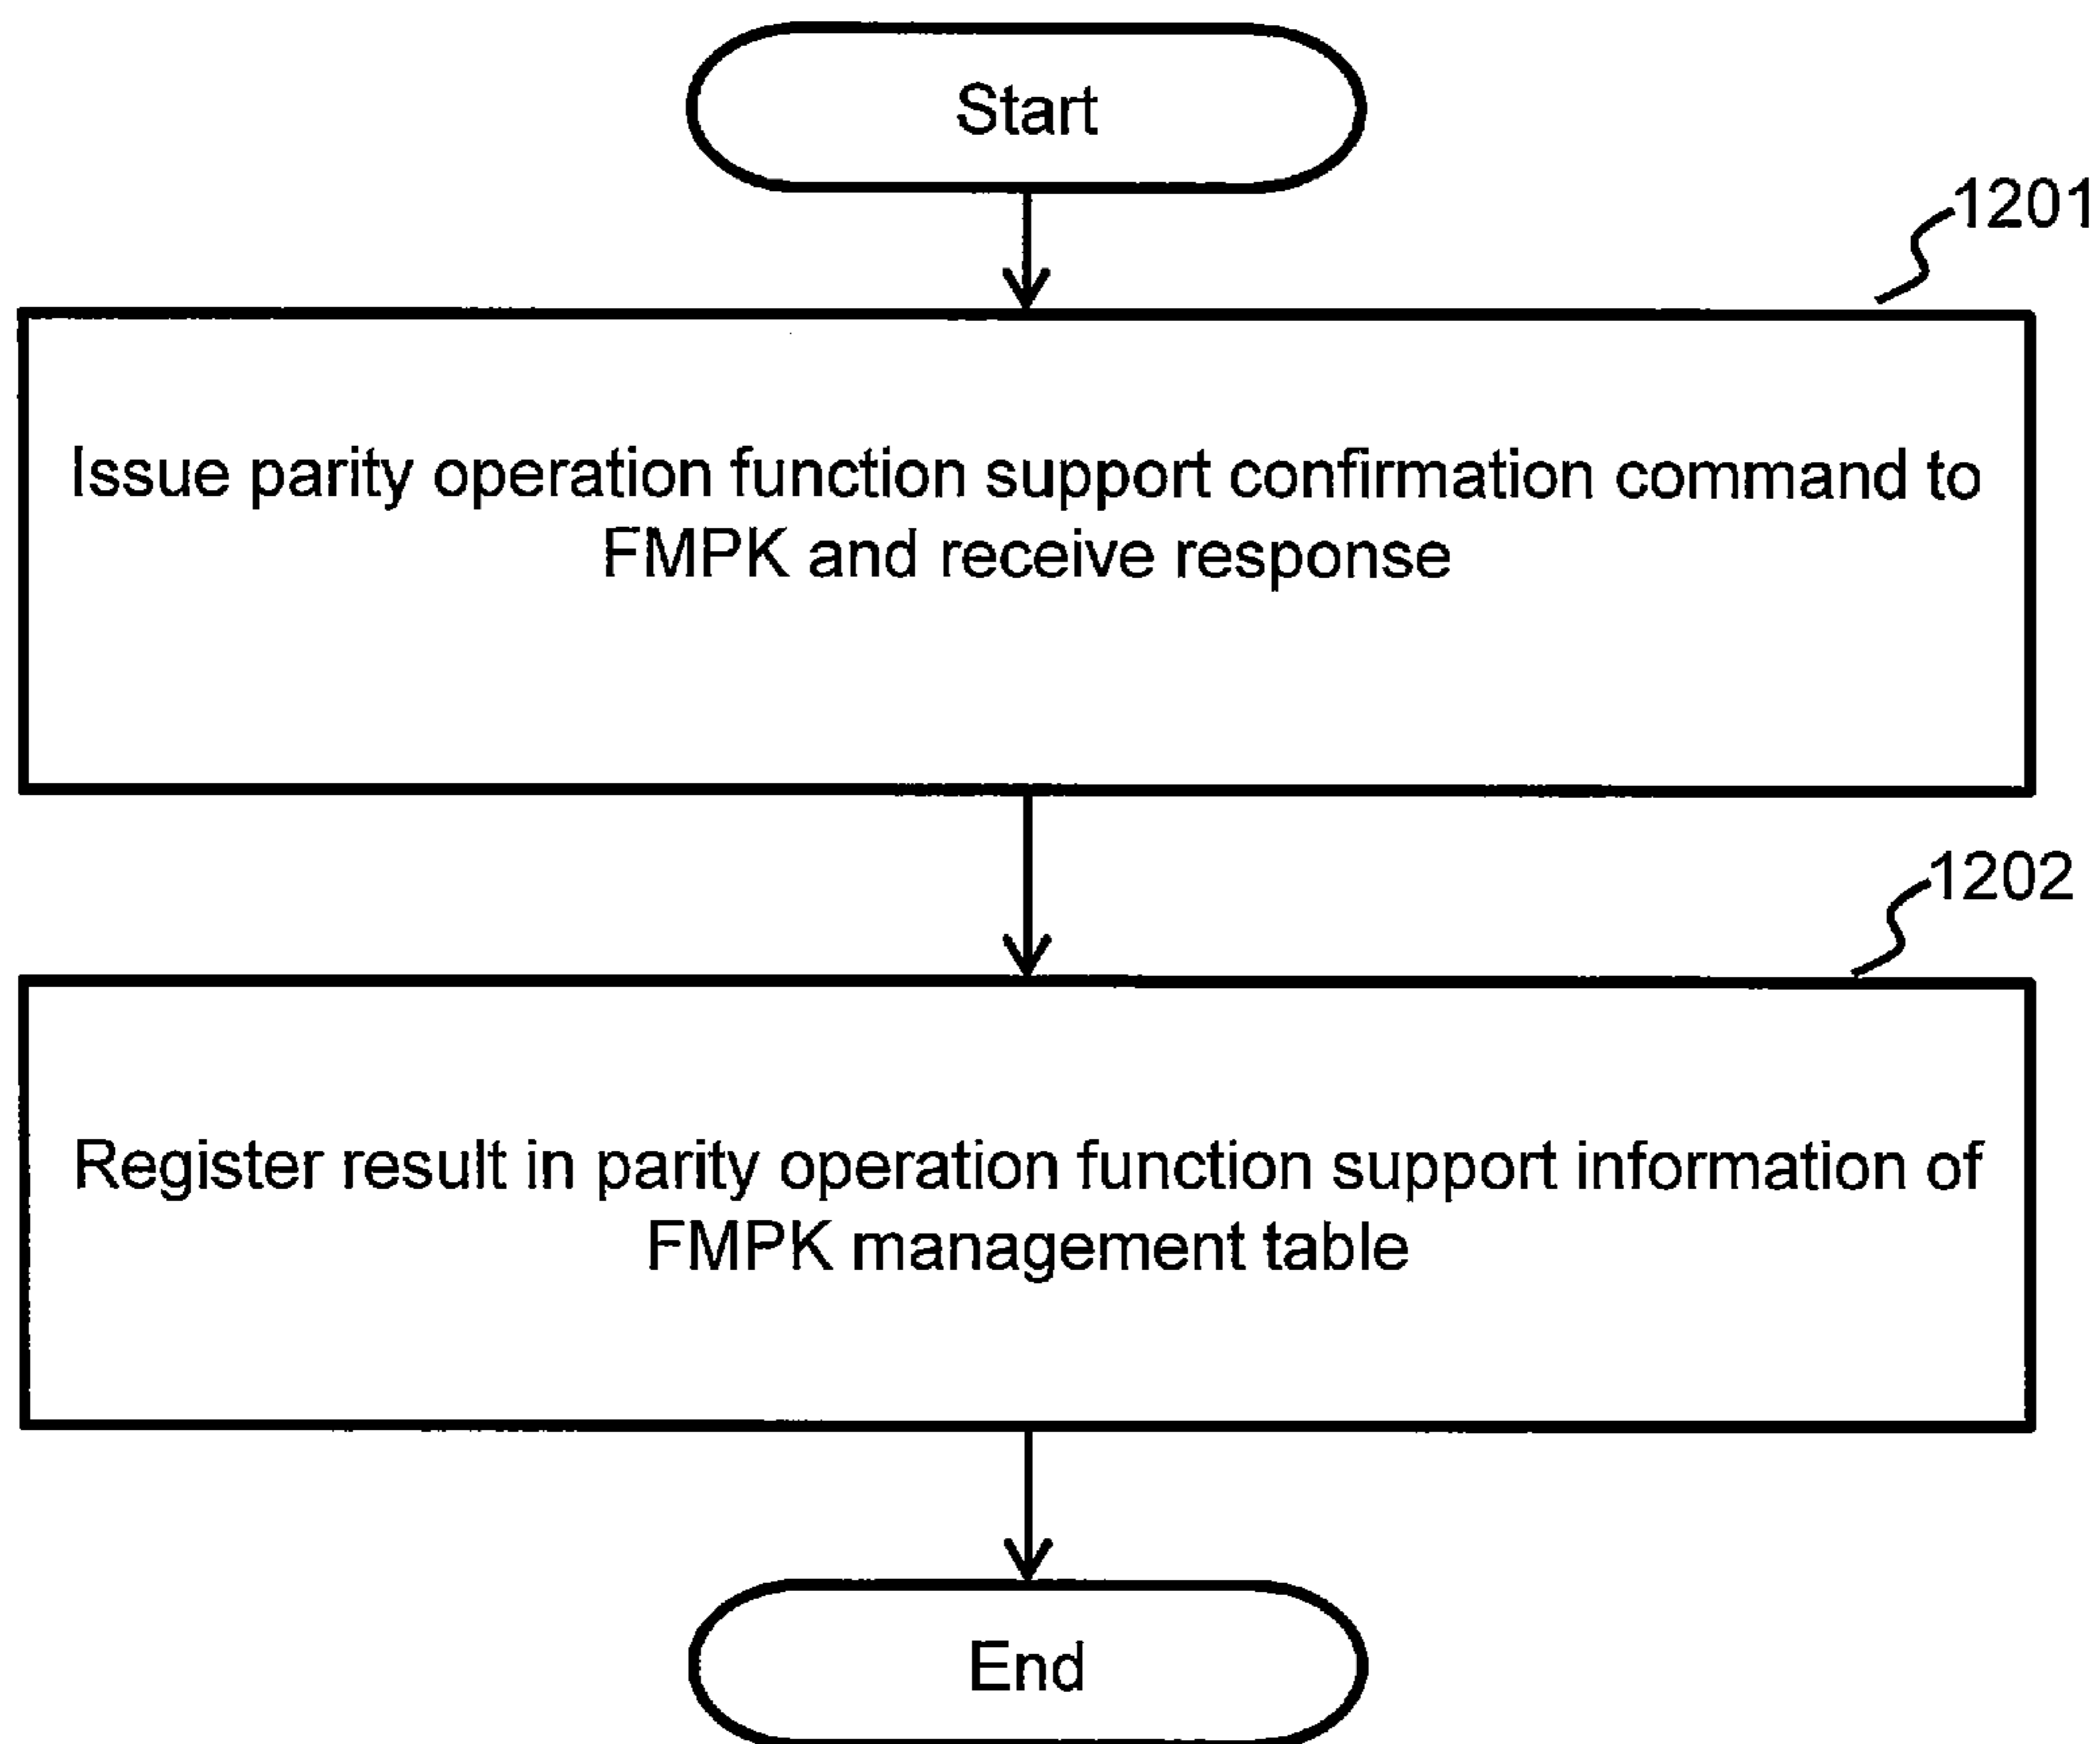 Start
1201
Issue parity operation function support confirmation command to
FMPK and receive response
1202
Register result in parity operation function support information of
FMPK management table
End